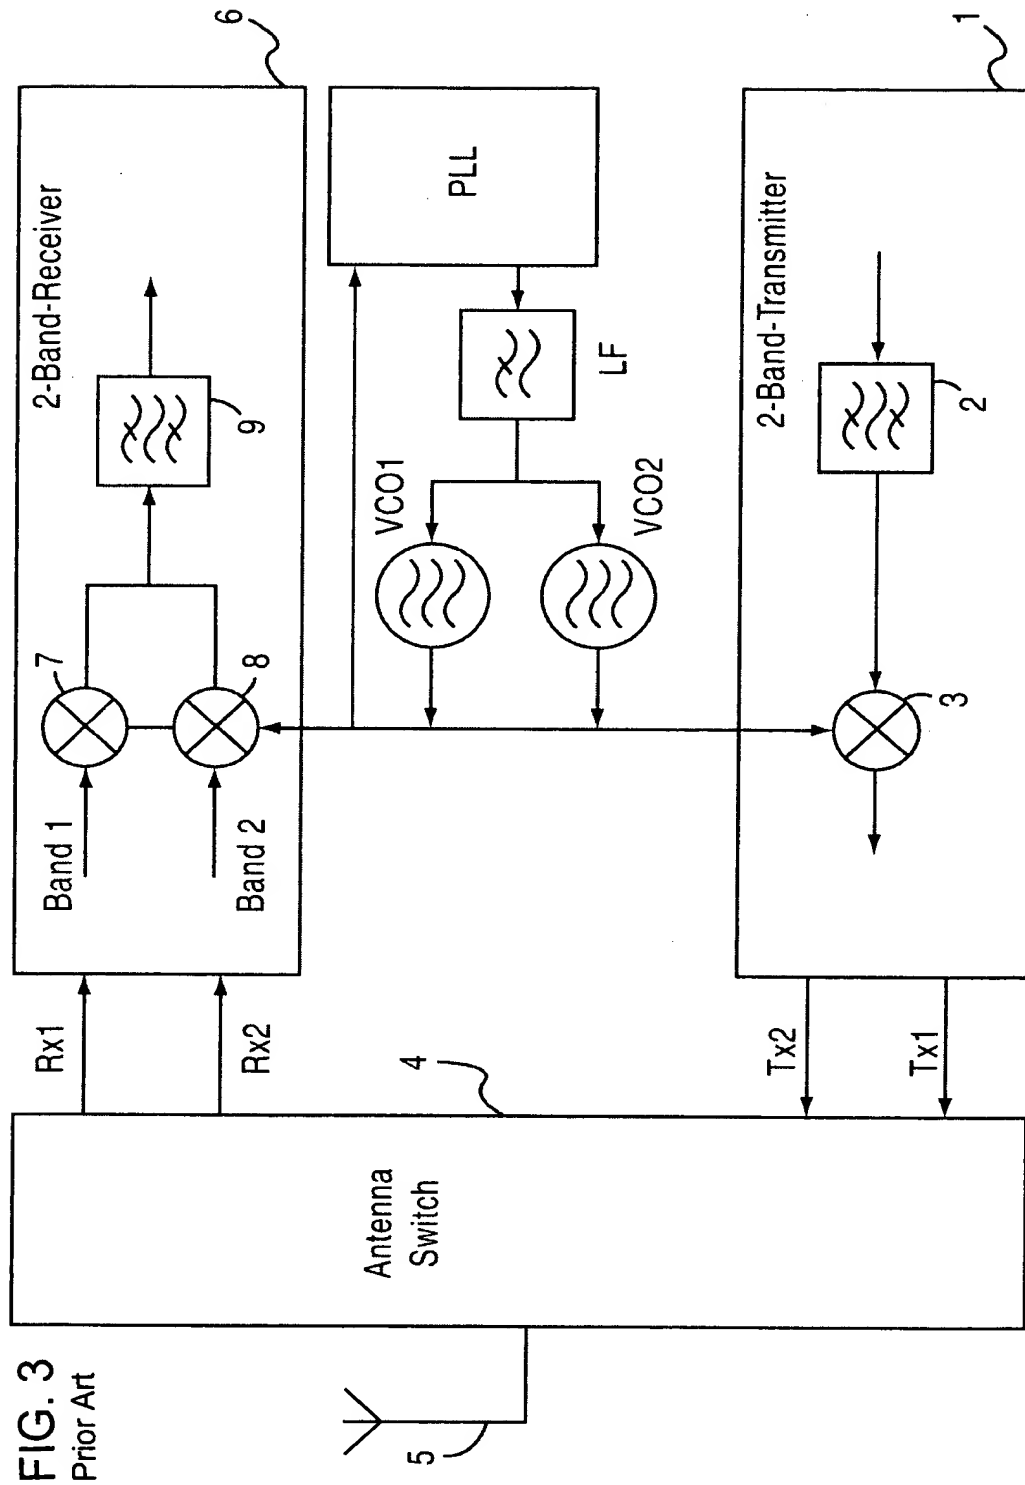 FIG. 3
Prior Art
5
Antenna
Switch
4
Rx1
Rx2
Tx2
Tx1
6
2-Band-Receiver
Band 1
Band 2
7
8
9
PLL
LF
VCO1
VCO2
1
2-Band-Transmitter
2
3